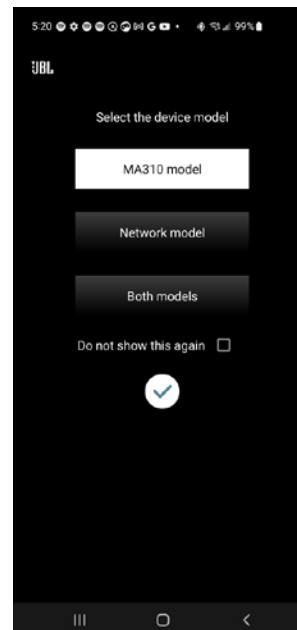 5:20 99%
JBL
Select the device model
MA310 model
Network model
Both models
Do not show this again